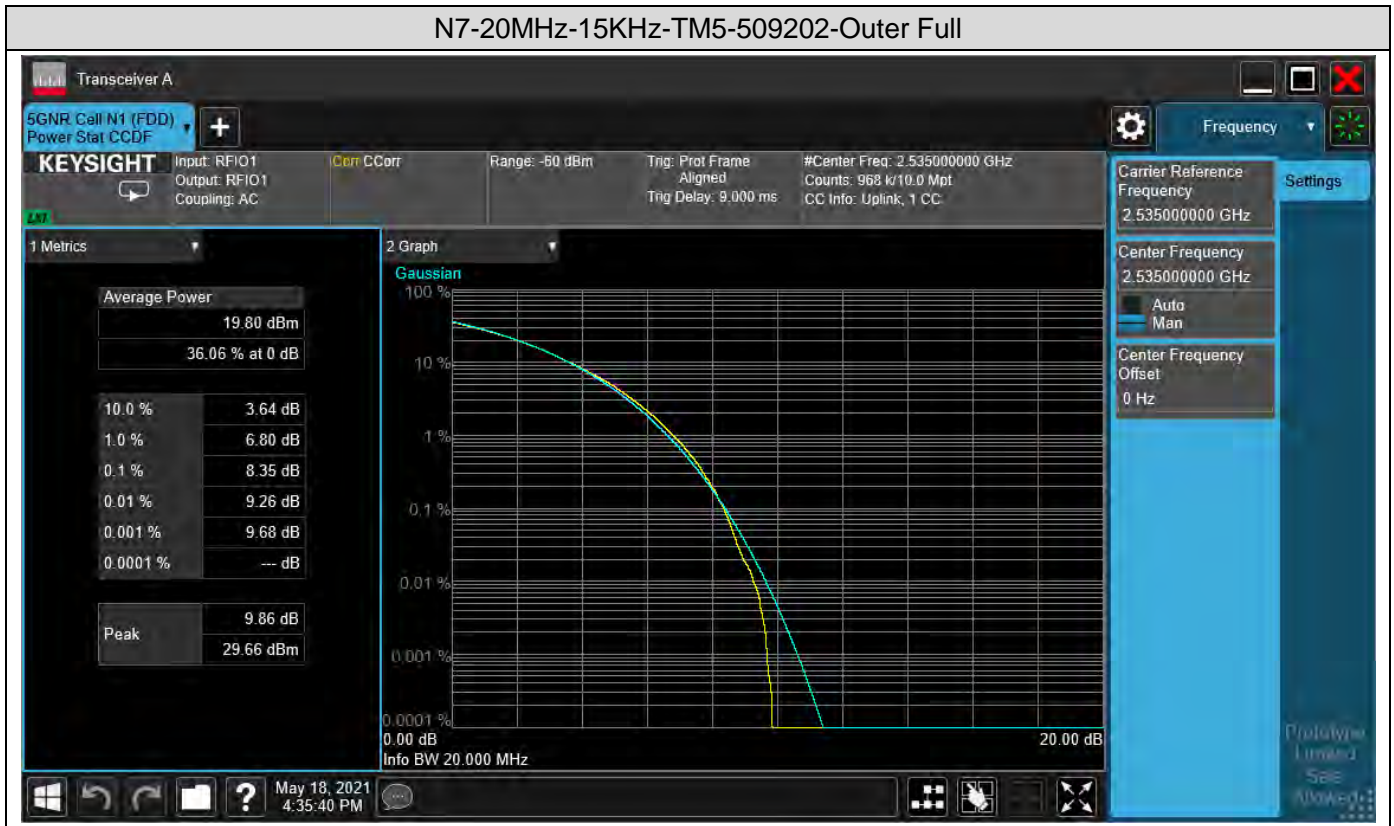 N7-20MHz-15KHz-TM5-509202-Outer Full
Transceiver A
5GNR Cell N1 (FDD)
Power Stat CCDF
Frequency
KEYSIGHT
LXI
Input: RFIO1
Output: RFIO1
Coupling: AC
Corr CCorr
Range: -60 dBm
Trig: Prot Frame
Aligned
Trig Delay: 9.000 ms
#Center Freq: 2.535000000 GHz
Counts: 968 k/10.0 Mpt
CC Info: Uplink, 1 CC
Carrier Reference
Frequency
2.535000000 GHz
Settings
Center Frequency
2.535000000 GHz
Auto
Man
Center Frequency
Offset
0 Hz
1 Metrics
Average Power
19.80 dBm
36.06 % at 0 dB
10.0 % 3.64 dB
1.0 % 6.80 dB
0.1 % 8.35 dB
0.01 % 9.26 dB
0.001 % 9.68 dB
0.0001 % --- dB
Peak
9.86 dB
29.66 dBm
2 Graph
Gaussian
100 %
10 %
1 %
0.1 %
0.01 %
0.001 %
0.0001 %
0.00 dB 20.00 dB
Info BW 20.000 MHz
Prototype
Limited
Sale
Allowed
?
May 18, 2021
4:35:40 PM